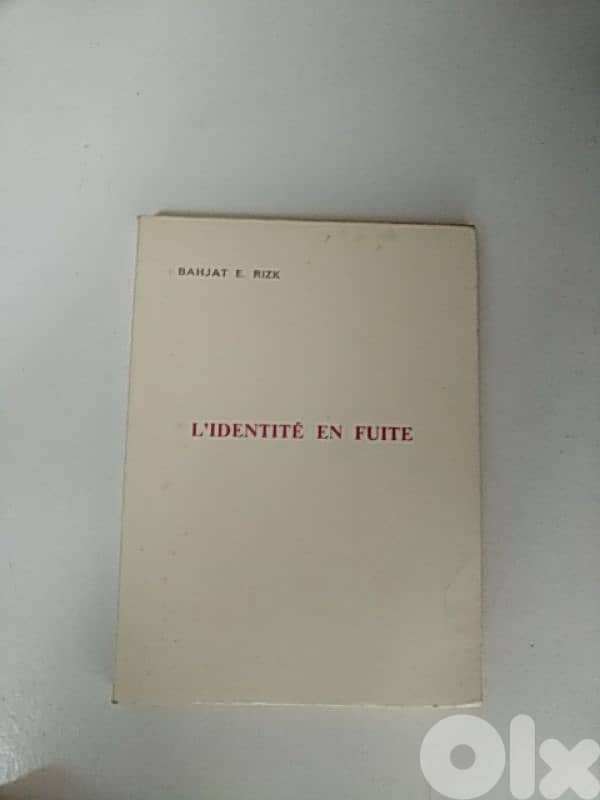 BAHJAT E. RIZK
L'IDENTITÉ EN FUITE
OLX